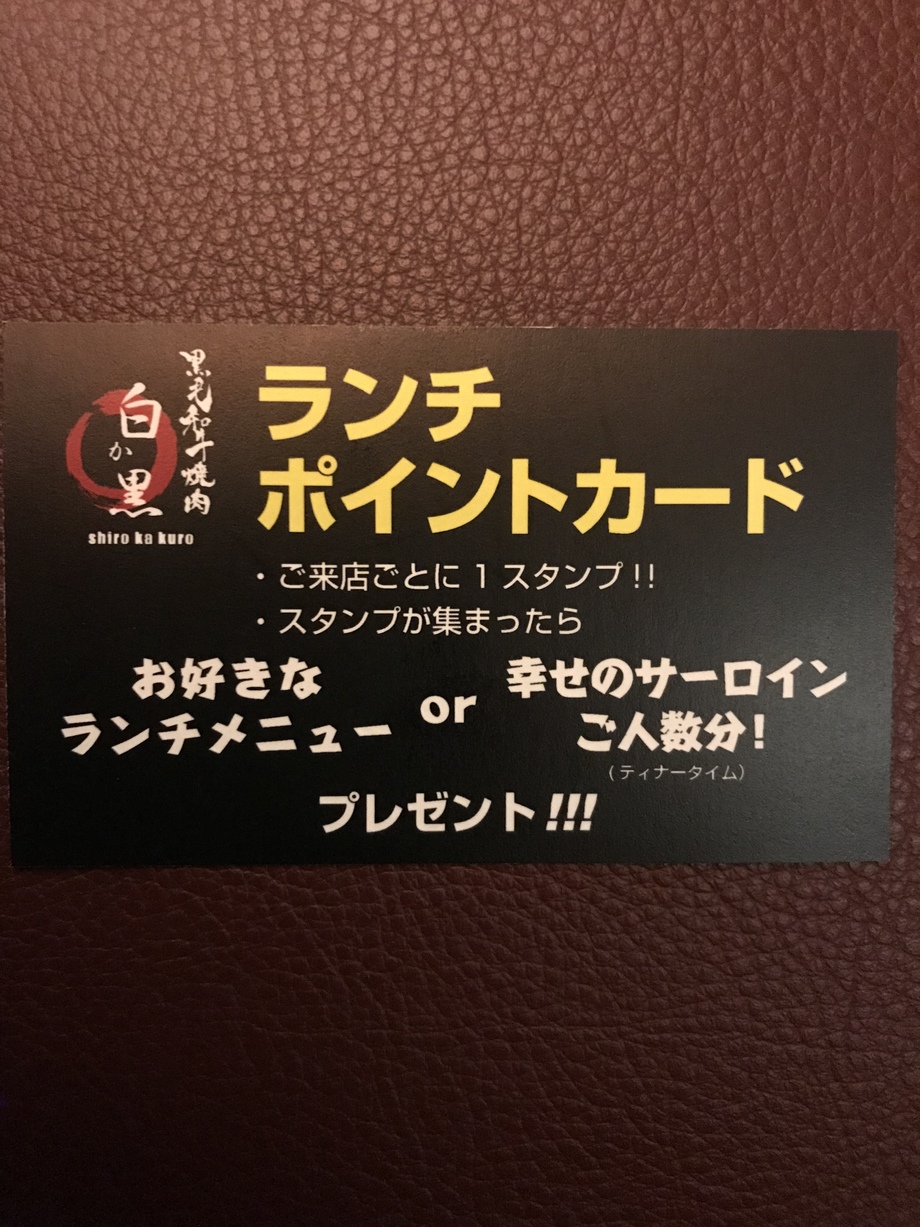 黒毛和牛焼肉
白か黒
shiro ka kuro
ランチ
ポイントカード
・ご来店ごとに1スタンプ!!
・スタンプが集まったら
お好きな
ランチメニュー
or
幸せのサーロイン
ご人数分!
(ティナータイム)
プレゼント!!!